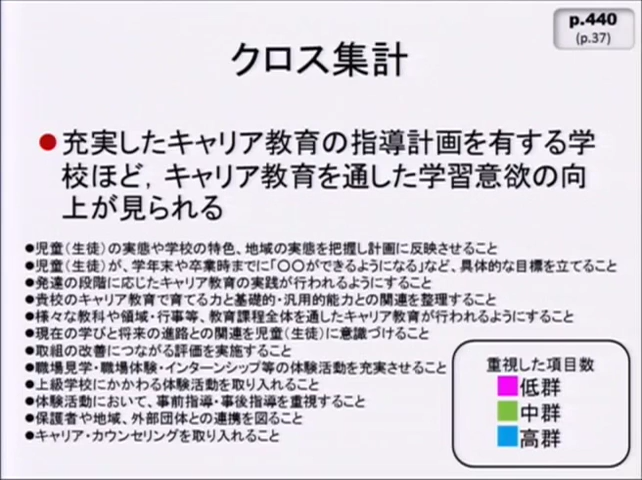 p.440
(p.37)
クロス集計
●充実したキャリア教育の指導計画を有する学
校ほど，キャリア教育を通した学習意欲の向
上が見られる
●児童（生徒）の実態や学校の特色、地域の実態を把握し計画に反映させること
●児童（生徒）が、学年末や卒業時までに「〇〇ができるようになる」など、具体的な目標を立てること
●発達の段階に応じたキャリア教育の実践が行われるようにすること
●貴校のキャリア教育で育てる力と基礎的・汎用的能力との関連を整理すること
●様々な教科や領域・行事等、教育課程全体を通したキャリア教育が行われるようにすること
●現在の学びと将来の進路との関連を児童（生徒）に意識づけること
●取組の改善につながる評価を実施すること
●職場見学・職場体験・インターンシップ等の体験活動を充実させること
●上級学校にかかわる体験活動を取り入れること
●体験活動において、事前指導・事後指導を重視すること
●保護者や地域、外部団体との連携を図ること
●キャリア・カウンセリングを取り入れること
重視した項目数
低群
中群
高群